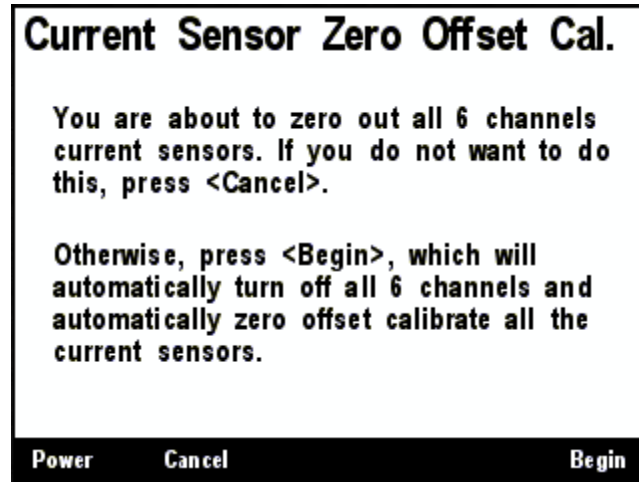 Current Sensor Zero Offset Cal.
You are about to zero out all 6 channels
current sensors. If you do not want to do
this, press <Cancel>.
Otherwise, press <Begin>, which will
automatically turn off all 6 channels and
automatically zero offset calibrate all the
current sensors.
Power Cancel Begin